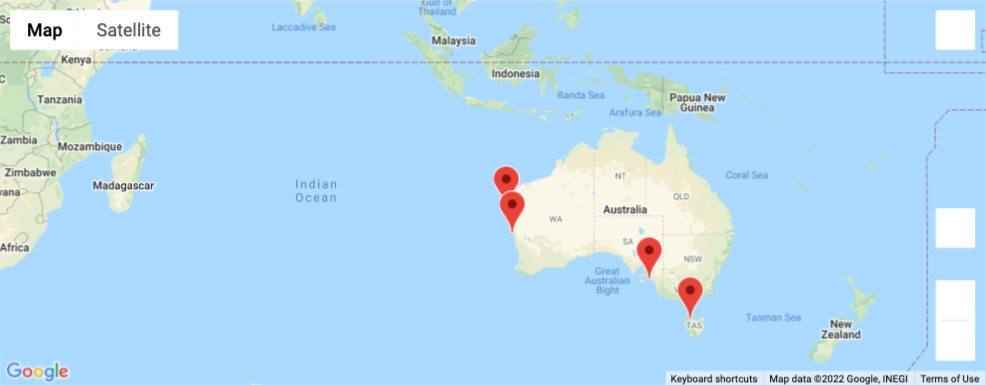 Map
Satellite
Laccadive Sea
Gulf of
Thailand
Malaysia
Kenya
Indonesia
Banda Sea
Papua New
Guinea
Arafura Sea
Tanzania
Zambia
Mozambique
Zimbabwe
Madagascar
Indian
Ocean
NT
Coral Sea
QLD
WA
Australia
SA
NSW
Africa
Great
Australian
Bight
TAS
Tasman Sea
New
Zealand
Google
Keyboard shortcuts
Map data ©2022 Google, INEGI
Terms of Use